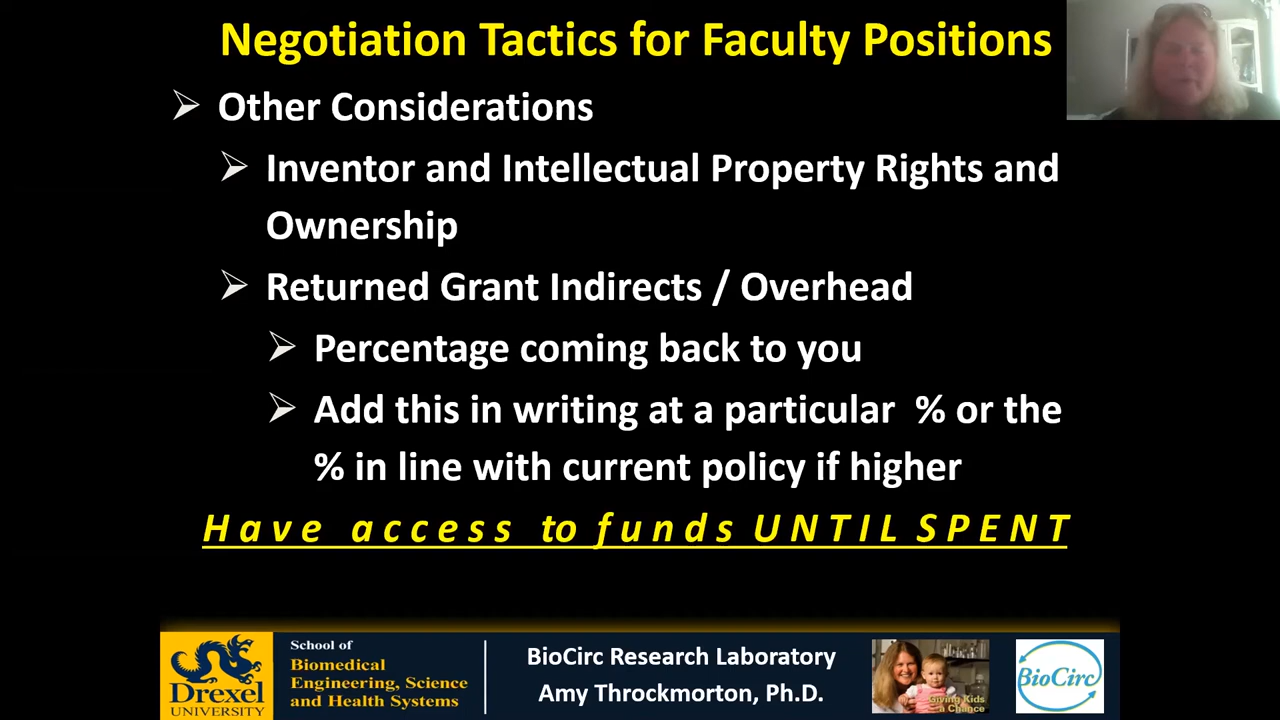 Negotiation Tactics for Faculty Positions
Other Considerations
Inventor and Intellectual Property Rights and
Ownership
Returned Grant Indirects / Overhead
Percentage coming back to you
Add this in writing at a particular % or the
% in line with current policy if higher
Have access to funds UNTIL SPENT
Drexel
UNIVERSITY
School of
Biomedical
Engineering, Science
and Health Systems
BioCirc Research Laboratory
Amy Throckmorton, Ph.D.
Giving Kids
a Chance
BioCirc